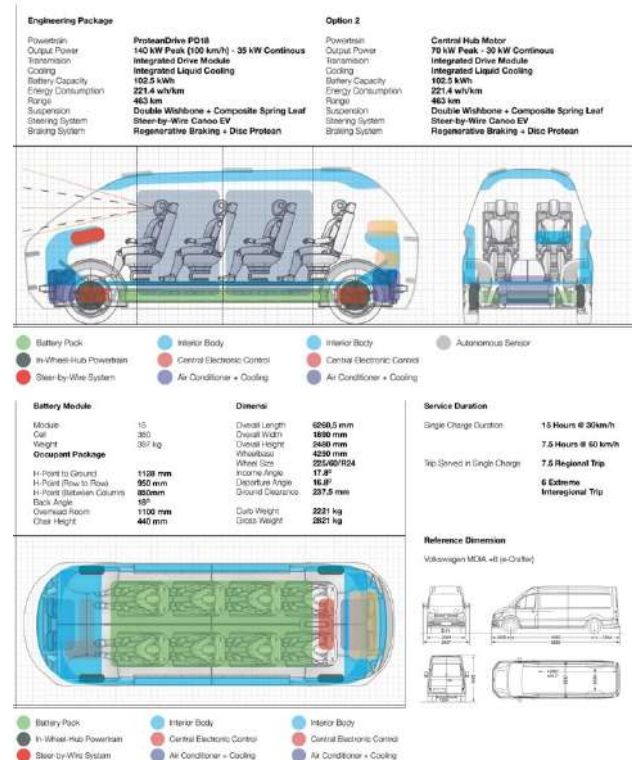 Engineering Package
Powertrain ProteanDrive PD18
Output Power 140 kW Peak (100 km/h) - 35 kW Continous
Transmision Integrated Drive Module
Cooling Integrated Liquid Cooling
Battery Capacity 102.5 kWh
Energy Consumption 221.4 wh/km
Range 463 km
Suspension Double Wishbone + Composite Spring Leaf
Steering System Steer-by-Wire Canoo EV
Braking System Regenerative Braking + Disc Protean
Option 2
Powertrain Central Hub Motor
Output Power 70 kW Peak - 30 kW Continous
Transmision Integrated Drive Module
Cooling Integrated Liquid Cooling
Battery Capacity 102.5 kWh
Energy Consumption 221.4 wh/km
Range 463 km
Suspension Double Wishbone + Composite Spring Leaf
Steering System Steer-by-Wire Canoo EV
Braking System Regenerative Braking + Disc Protean
Battery Pack
In-Wheel-Hub Powertrain
Steer-by-Wire System
Interior Body
Central Electronic Control
Air Conditioner + Cooling
Interior Body
Central Electronic Control
Air Conditioner + Cooling
Autonomous Sensor
Battery Module
Module 15
Cell
Weight
Occupant Package
H-Point to Ground 1128 mm
H-Point (Row to Row) 950 mm
H-Point (Between Column) 850mm
Back Angle 18º
Overhead Room 1100 mm
Chair Height 440 mm
Dimensi
Overall Length 6260,5 mm
Overall Width 1890 mm
Overall Height 2480 mm
Wheelbase 4250 mm
Wheel Size 225/60/R24
Income Angle 17.8º
Departure Angle 16.8º
Ground Clearance 237.5 mm
Curb Weight 2221 kg
Gross Weight 2821 kg
Service Duration
Single Charge Duration 15 Hours @ 30km/h
7.5 Hours @ 60 km/h
Trip Served in Single Charge 7.5 Regional Trip
6 Extreme
Interegional Trip
Reference Dimension
Volkswagen MOIA +6 (e-Crafter)
Battery Pack
In-Wheel-Hub Powertrain
Steer-by-Wire System
Interior Body
Central Electronic Control
Air Conditioner + Cooling
Interior Body
Central Electronic Control
Air Conditioner + Cooling